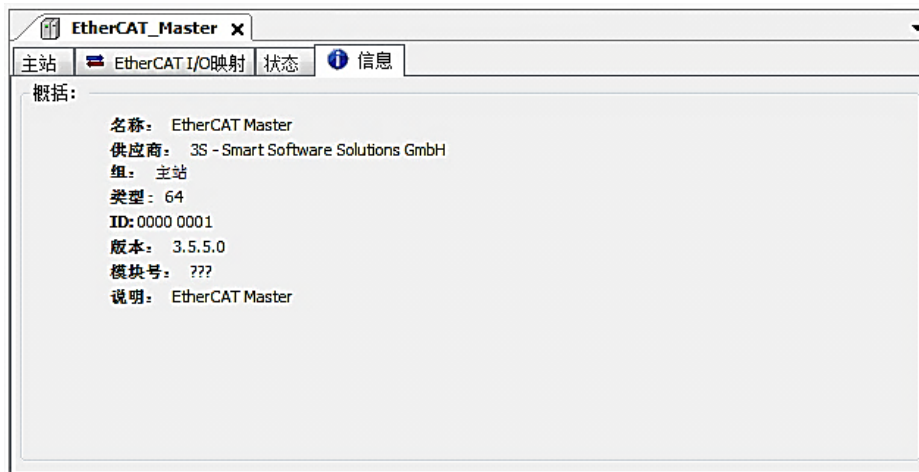 EtherCAT_Master
主站 EtherCAT I/O映射 状态 信息
概括:
名称: EtherCAT Master
供应商: 3S - Smart Software Solutions GmbH
组: 主站
类型: 64
ID: 0000 0001
版本: 3.5.5.0
模块号: ???
说明: EtherCAT Master